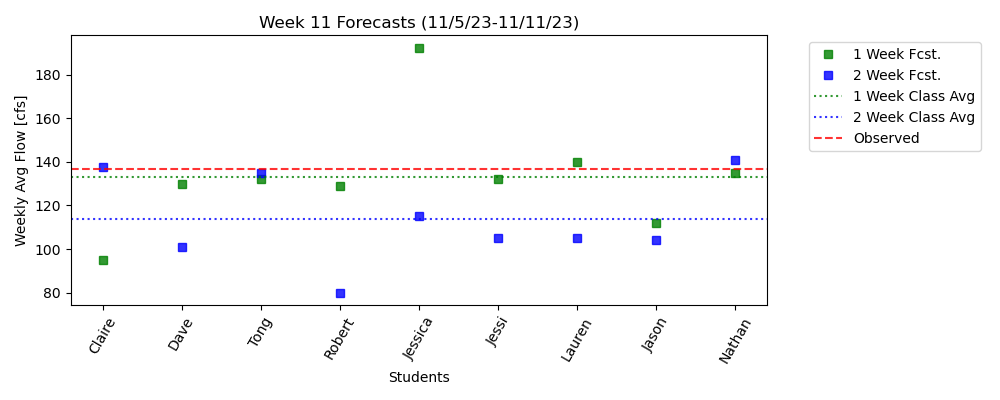 Week 11 Forecasts (11/5/23-11/11/23)
Weekly Avg Flow [cfs]
180
160
140
120
100
80
Claire
Dave
Tong
Robert
Jessica
Jessi
Lauren
Jason
Nathan
Students
1 Week Fcst.
2 Week Fcst.
1 Week Class Avg
2 Week Class Avg
Observed